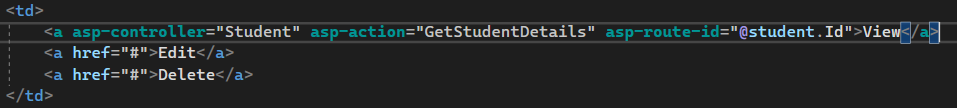 <td>
<a asp-controller="Student" asp-action="GetStudentDetails" asp-route-id="@student.Id">View</a>
<a href="#">Edit</a>
<a href="#">Delete</a>
</td>